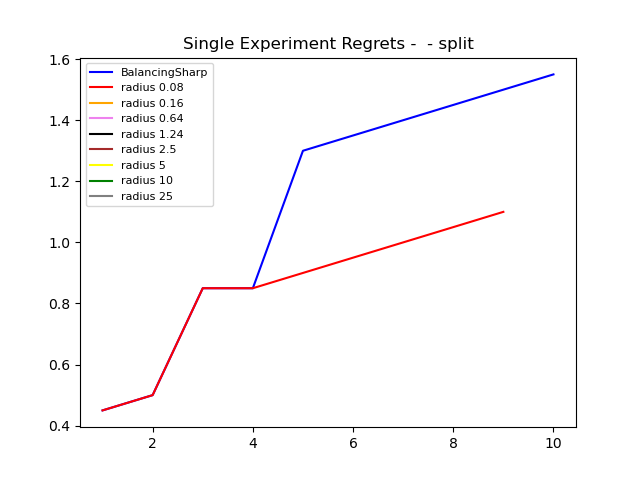 Single Experiment Regrets -  - split
1.6
1.4
1.2
1.0
0.8
0.6
0.4
BalancingSharp
radius 0.08
radius 0.16
radius 0.64
radius 1.24
radius 2.5
radius 5
radius 10
radius 25
2 4 6 8 10